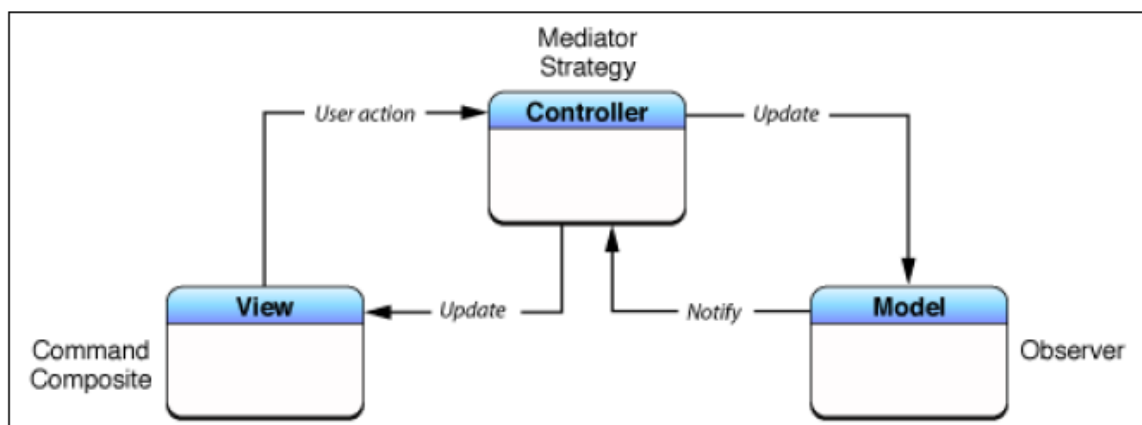 Mediator
Strategy
Controller
User action
Update
View
Update
Notify
Model
Command
Composite
Observer